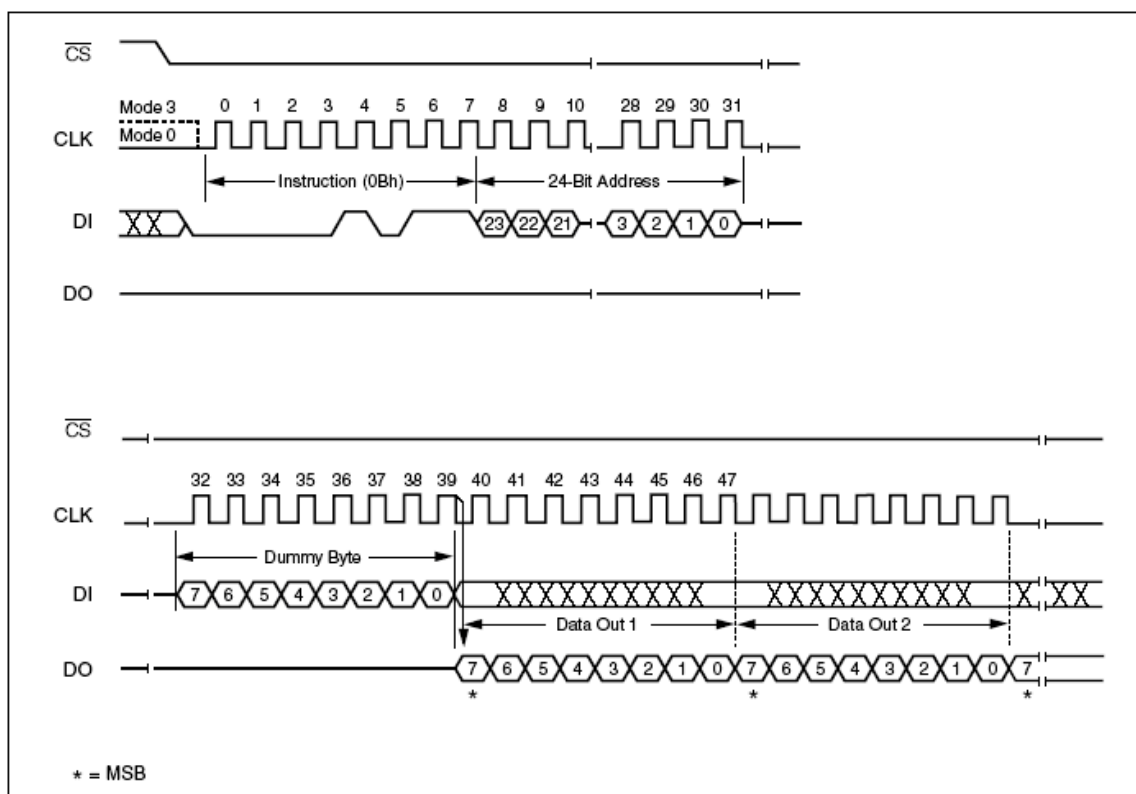 CS
Mode 3 0 1 2 3 4 5 6 7 8 9 10 28 29 30 31
CLK Mode 0
Instruction (0Bh) 24-Bit Address
DI 23 22 21 3 2 1 0
DO
CS
32 33 34 35 36 37 38 39 40 41 42 43 44 45 46 47
CLK
Dummy Byte
DI 7 6 5 4 3 2 1 0
Data Out 1 Data Out 2
DO 7 6 5 4 3 2 1 0 7 6 5 4 3 2 1 0 7
* * *
* = MSB